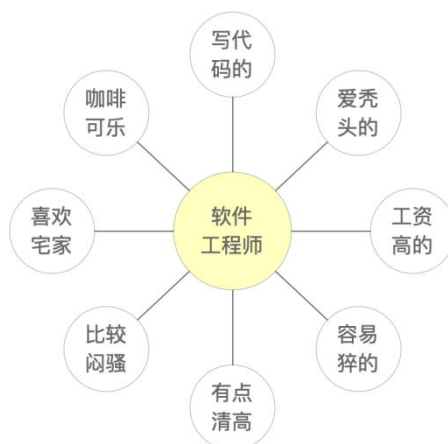 写代
码的
咖啡
可乐
爱秃
头的
喜欢
宅家
软件
工程师
工资
高的
比较
闷骚
容易
猝的
有点
清高